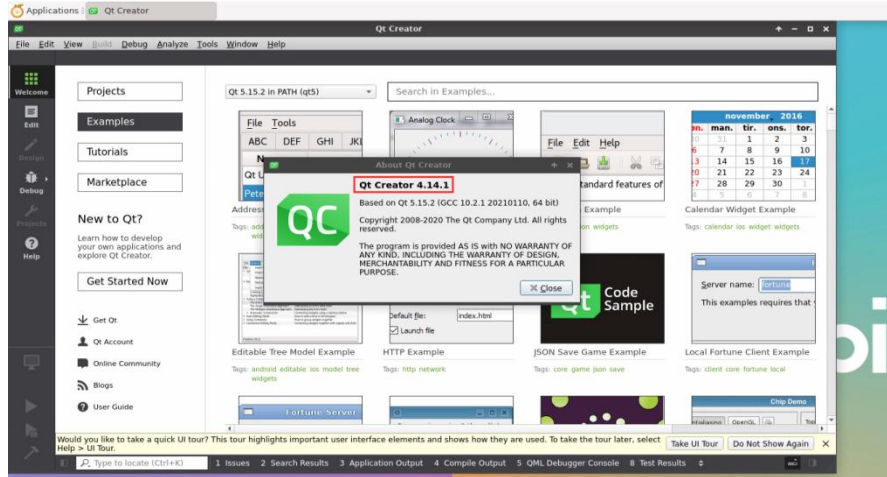 Applications
Qt Creator
Qt Creator
File Edit View Build Debug Analyze Tools Window Help
Welcome
Edit
Design
Debug
Projects
Help
Projects
Examples
Tutorials
Marketplace
New to Qt?
Learn how to develop
your own applications and
explore Qt Creator.
Get Started Now
Get Qt
Qt Account
Online Community
Blogs
User Guide
Qt 5.15.2 in PATH (qt5)
Search in Examples...
File Tools
ABC DEF GHI JKL
Analog Clock
File Edit Help
standard features of
november 2016
man. tir. ons. tor.
31 1 2 3
7 8 9 10
14 15 16 17
21 22 23 24
28 29 30 1
5 6 7 8
Calendar Widget Example
Tags: calendar ios widget widgets
About Qt Creator
QC
Qt Creator 4.14.1
Based on Qt 5.15.2 (GCC 10.2.1 20210110, 64 bit)
Copyright 2008-2020 The Qt Company Ltd. All rights
reserved.
The program is provided AS IS with NO WARRANTY OF
ANY KIND, INCLUDING THE WARRANTY OF DESIGN,
MERCHANTABILITY AND FITNESS FOR A PARTICULAR
PURPOSE.
Close
Example
Default file: index.html
Launch file
Qt Code
Sample
Server name: fortune
This examples requires that
Editable Tree Model Example
Tags: android editable ios model tree
widgets
HTTP Example
Tags: http network
JSON Save Game Example
Tags: core game json save
Local Fortune Client Example
Tags: client core fortune local
Fortune Server
Chip Demo
OpenGL
Would you like to take a quick UI tour? This tour highlights important user interface elements and shows how they are used. To take the tour later, select
Help > UI Tour.
Take UI Tour
Do Not Show Again
Type to locate (Ctrl+K)
1 Issues 2 Search Results 3 Application Output 4 Compile Output 5 QML Debugger Console 8 Test Results